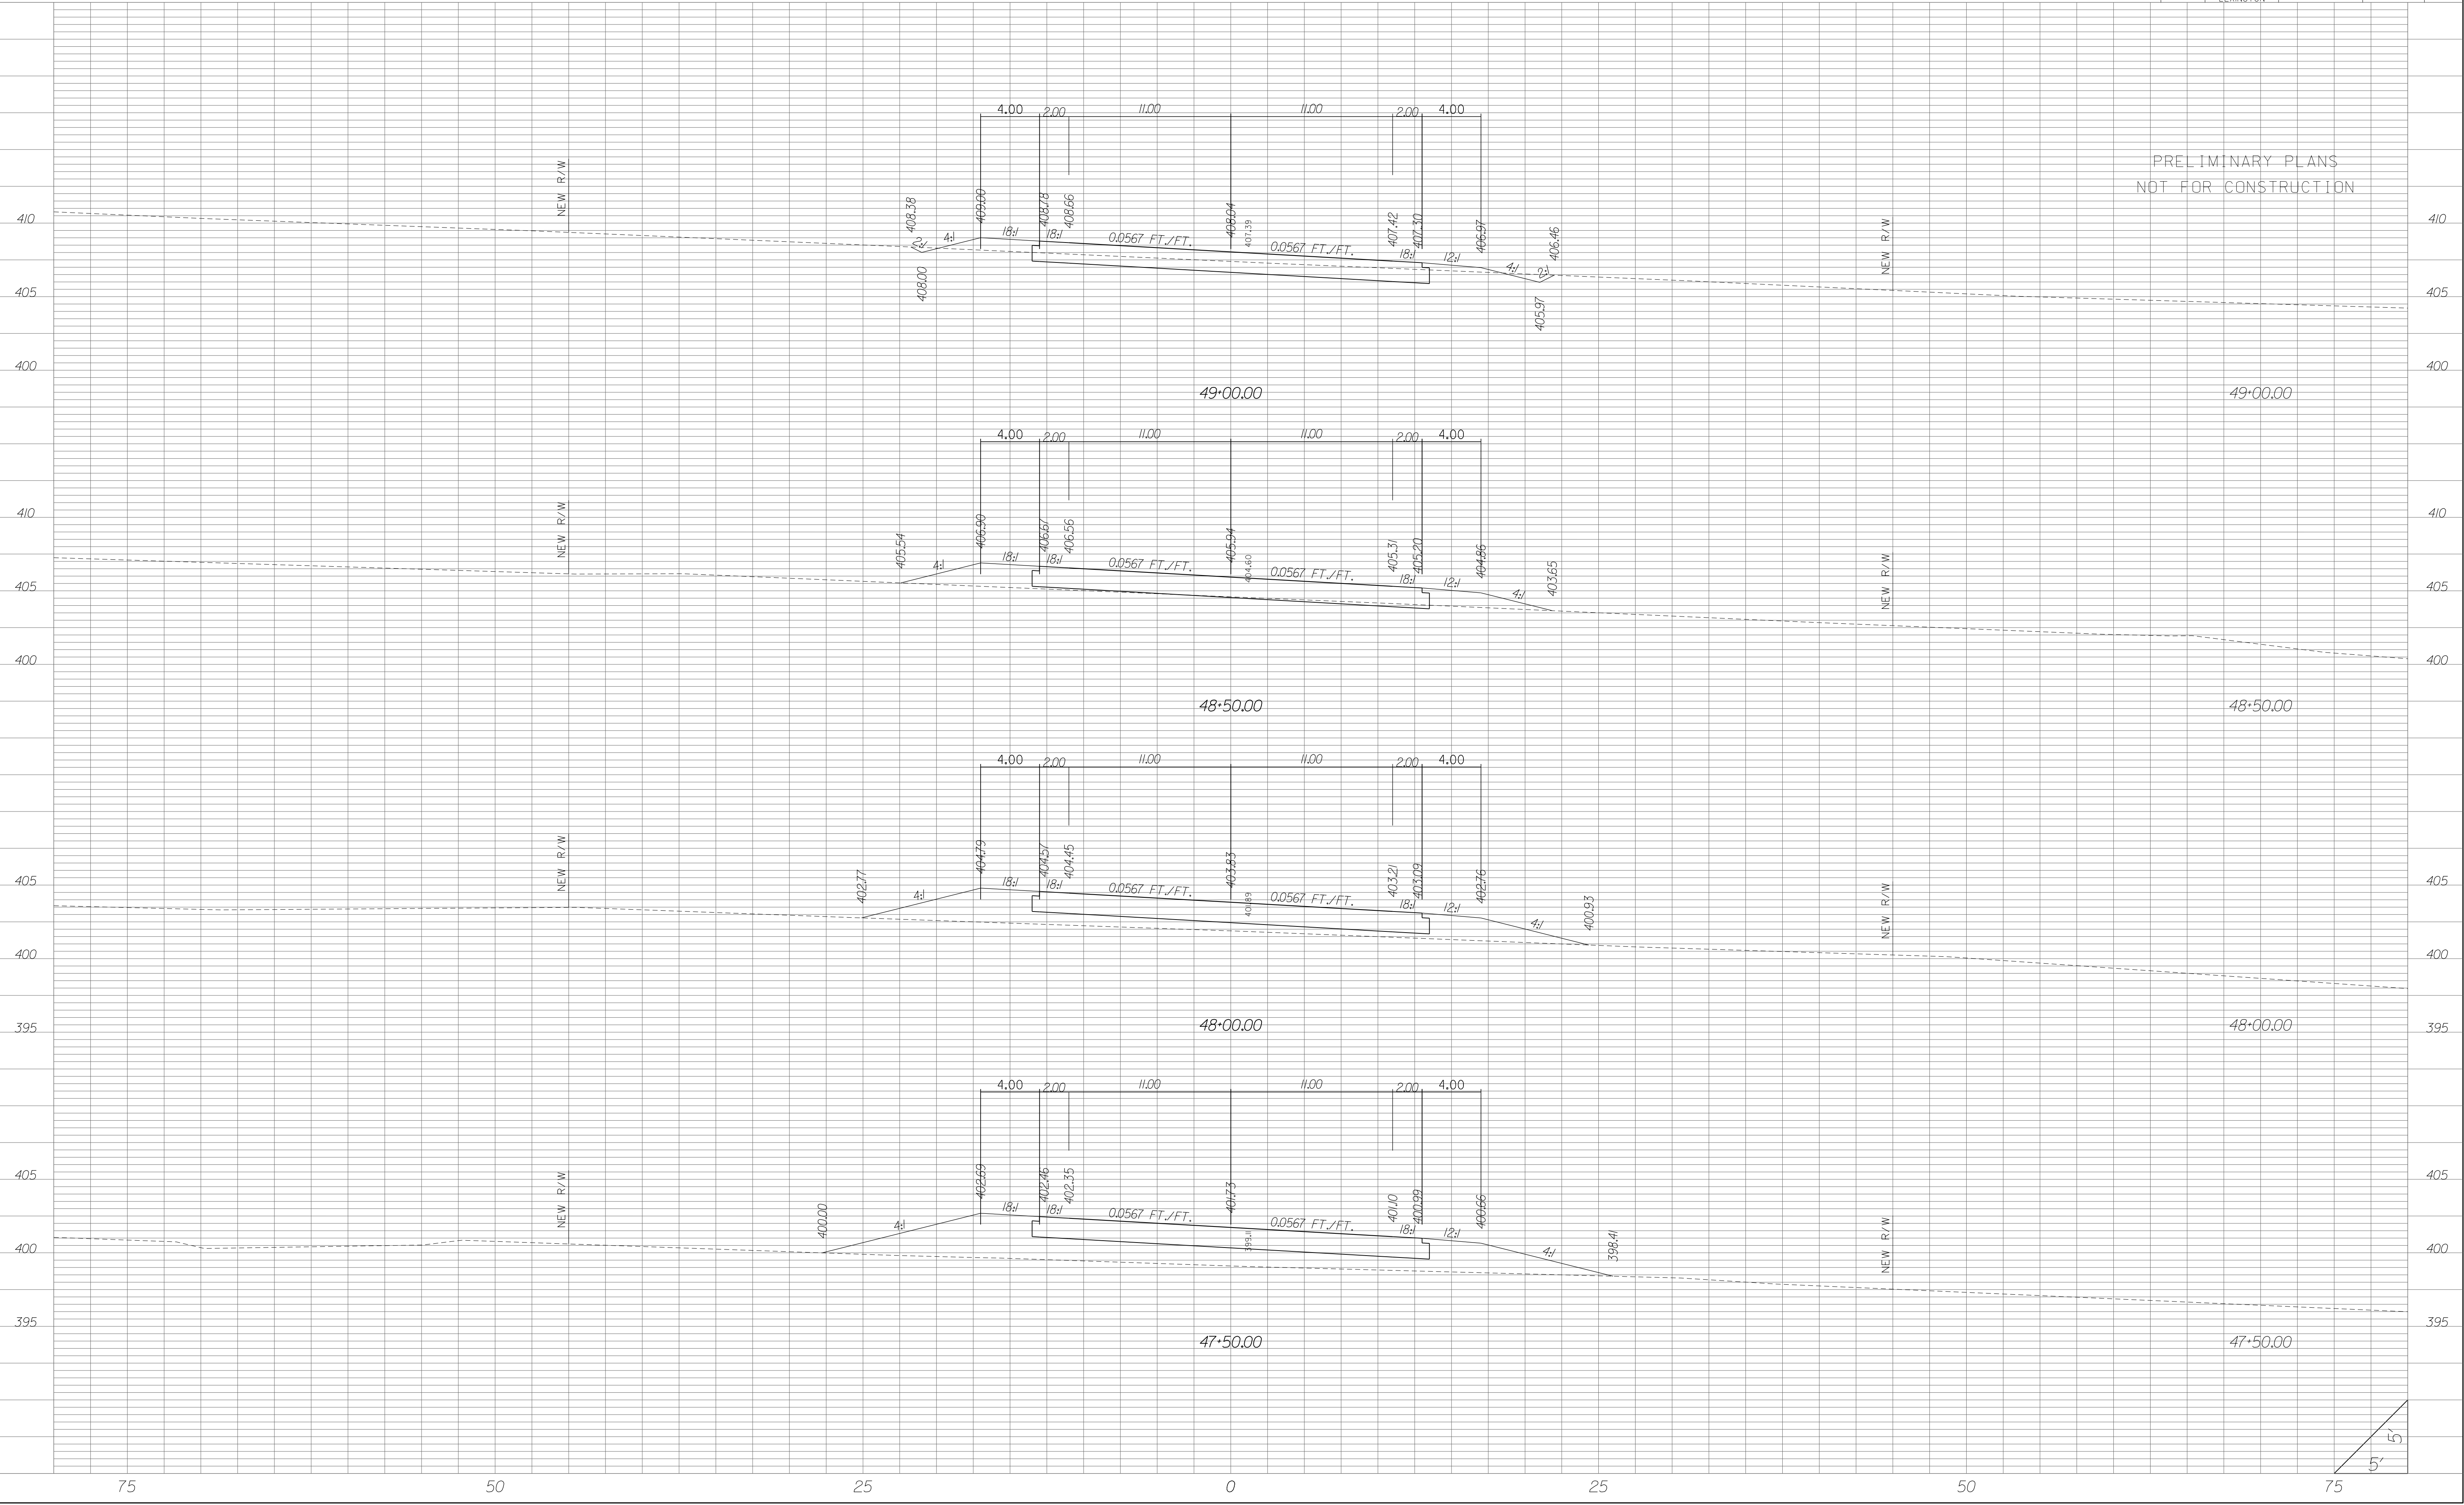 4.00 2.00 11.00 11.00 2.00 4.00
PRELIMINARY PLANS
NOT FOR CONSTRUCTION
NEW R/W
NEW R/W
408.38 409.00 408.78 408.66 408.04 407.39 407.42 407.30 406.97 406.46
410 410
2:1 4:1 18:1 18:1 0.0567 FT./FT. 0.0567 FT./FT. 18:1 12:1 4:1 2:1
408.00 405.97
405 405
400 400
49+00.00 49+00.00
4.00 2.00 11.00 11.00 2.00 4.00
NEW R/W
NEW R/W
410 410
405.54 406.90 406.67 406.56 405.94 404.60 405.31 405.20 404.86 403.65
4:1 18:1 18:1 0.0567 FT./FT. 0.0567 FT./FT. 18:1 12:1 4:1
405 405
400 400
48+50.00 48+50.00
4.00 2.00 11.00 11.00 2.00 4.00
NEW R/W
NEW R/W
402.77 404.79 404.57 404.45 403.83 401.89 403.21 403.09 402.76 400.93
405 405
4:1 18:1 18:1 0.0567 FT./FT. 0.0567 FT./FT. 18:1 12:1 4:1
400 400
395 395
48+00.00 48+00.00
4.00 2.00 11.00 11.00 2.00 4.00
NEW R/W
NEW R/W
405 405
400.00 402.69 402.46 402.35 401.73 399.11 401.10 400.99 400.66 398.41
4:1 18:1 18:1 0.0567 FT./FT. 0.0567 FT./FT. 18:1 12:1 4:1
400 400
395 395
47+50.00 47+50.00
5'
5'
75 50 25 0 25 50 75